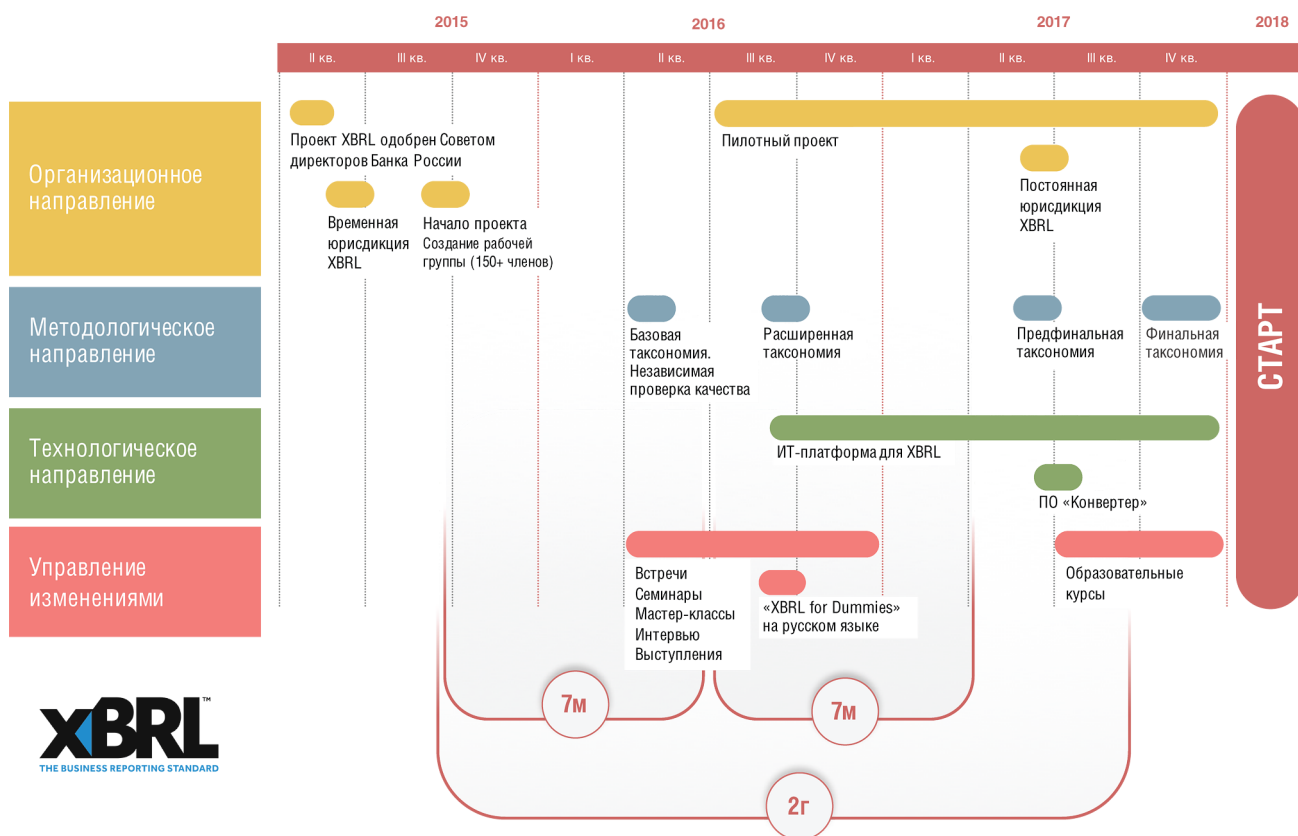 2015
2016
2017
2018
II кв.
III кв.
IV кв.
I кв.
II кв.
III кв.
IV кв.
I кв.
II кв.
III кв.
IV кв.
Организационное
направление
Проект XBRL одобрен Советом
директоров Банка России
Временная
юрисдикция
XBRL
Начало проекта
Создание рабочей
группы (150+ членов)
Пилотный проект
Постоянная
юрисдикция
XBRL
Методологическое
направление
Базовая
таксономия.
Независимая
проверка качества
Расширенная
таксономия
Предфинальная
таксономия
Финальная
таксономия
Технологическое
направление
ИТ-платформа для XBRL
ПО «Конвертер»
Управление
изменениями
Встречи
Семинары
Мастер-классы
Интервью
Выступления
«XBRL for Dummies»
на русском языке
Образовательные
курсы
СТАРТ
7м
7м
2г
XBRL™
THE BUSINESS REPORTING STANDARD